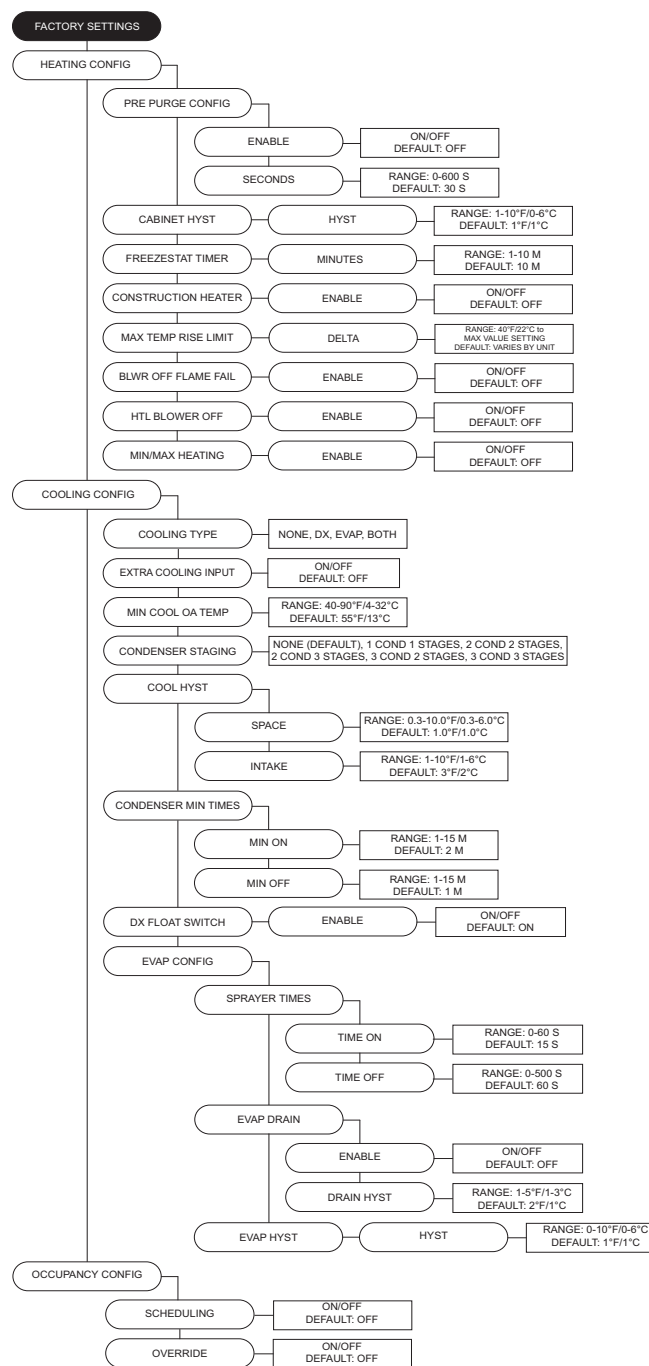 FACTORY SETTINGS
HEATING CONFIG
PRE PURGE CONFIG
ENABLE
ON/OFF
DEFAULT: OFF
SECONDS
RANGE: 0-600 S
DEFAULT: 30 S
CABINET HYST
HYST
RANGE: 1-10°F/0-6°C
DEFAULT: 1°F/1°C
FREEZESTAT TIMER
MINUTES
RANGE: 1-10 M
DEFAULT: 10 M
CONSTRUCTION HEATER
ENABLE
ON/OFF
DEFAULT: OFF
MAX TEMP RISE LIMIT
DELTA
RANGE: 40°F/22°C to
MAX VALUE SETTING
DEFAULT: VARIES BY UNIT
BLWR OFF FLAME FAIL
ENABLE
ON/OFF
DEFAULT: OFF
HTL BLOWER OFF
ENABLE
ON/OFF
DEFAULT: OFF
MIN/MAX HEATING
ENABLE
ON/OFF
DEFAULT: OFF
COOLING CONFIG
COOLING TYPE
NONE, DX, EVAP, BOTH
EXTRA COOLING INPUT
ON/OFF
DEFAULT: OFF
MIN COOL OA TEMP
RANGE: 40-90°F/4-32°C
DEFAULT: 55°F/13°C
CONDENSER STAGING
NONE (DEFAULT), 1 COND 1 STAGES, 2 COND 2 STAGES,
2 COND 3 STAGES, 3 COND 2 STAGES, 3 COND 3 STAGES
COOL HYST
SPACE
RANGE: 0.3-10.0°F/0.3-6.0°C
DEFAULT: 1.0°F/1.0°C
INTAKE
RANGE: 1-10°F/1-6°C
DEFAULT: 3°F/2°C
CONDENSER MIN TIMES
MIN ON
RANGE: 1-15 M
DEFAULT: 2 M
MIN OFF
RANGE: 1-15 M
DEFAULT: 1 M
DX FLOAT SWITCH
ENABLE
ON/OFF
DEFAULT: ON
EVAP CONFIG
SPRAYER TIMES
TIME ON
RANGE: 0-60 S
DEFAULT: 15 S
TIME OFF
RANGE: 0-500 S
DEFAULT: 60 S
EVAP DRAIN
ENABLE
ON/OFF
DEFAULT: OFF
DRAIN HYST
RANGE: 1-5°F/1-3°C
DEFAULT: 2°F/1°C
EVAP HYST
HYST
RANGE: 0-10°F/0-6°C
DEFAULT: 1°F/1°C
OCCUPANCY CONFIG
SCHEDULING
ON/OFF
DEFAULT: OFF
OVERRIDE
ON/OFF
DEFAULT: OFF